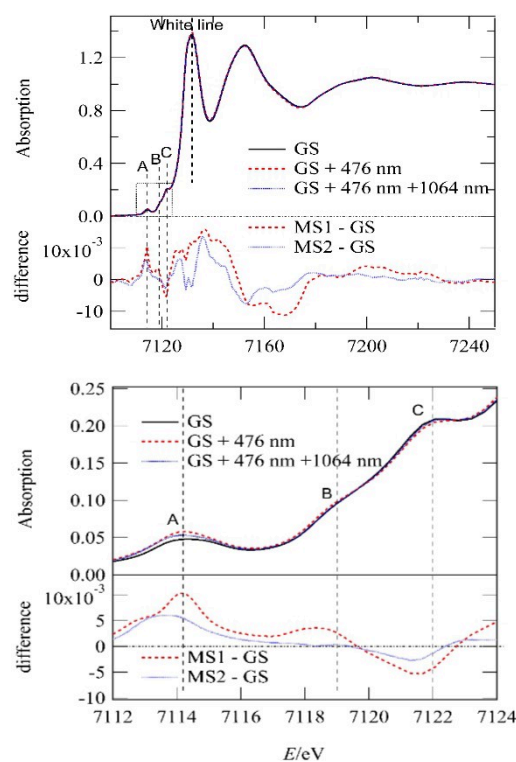 White line
1.2
0.8
0.4
0.0
Absorption
A
B
C
GS
GS + 476 nm
GS + 476 nm +1064 nm
MS1 - GS
MS2 - GS
10x10⁻³
0
-10
difference
7120
7160
7200
7240
0.25
0.20
0.15
0.10
0.05
0.00
Absorption
GS
GS + 476 nm
GS + 476 nm +1064 nm
A
B
C
10x10⁻³
5
0
-5
-10
difference
MS1 - GS
MS2 - GS
7112
7114
7116
7118
7120
7122
7124
E/eV